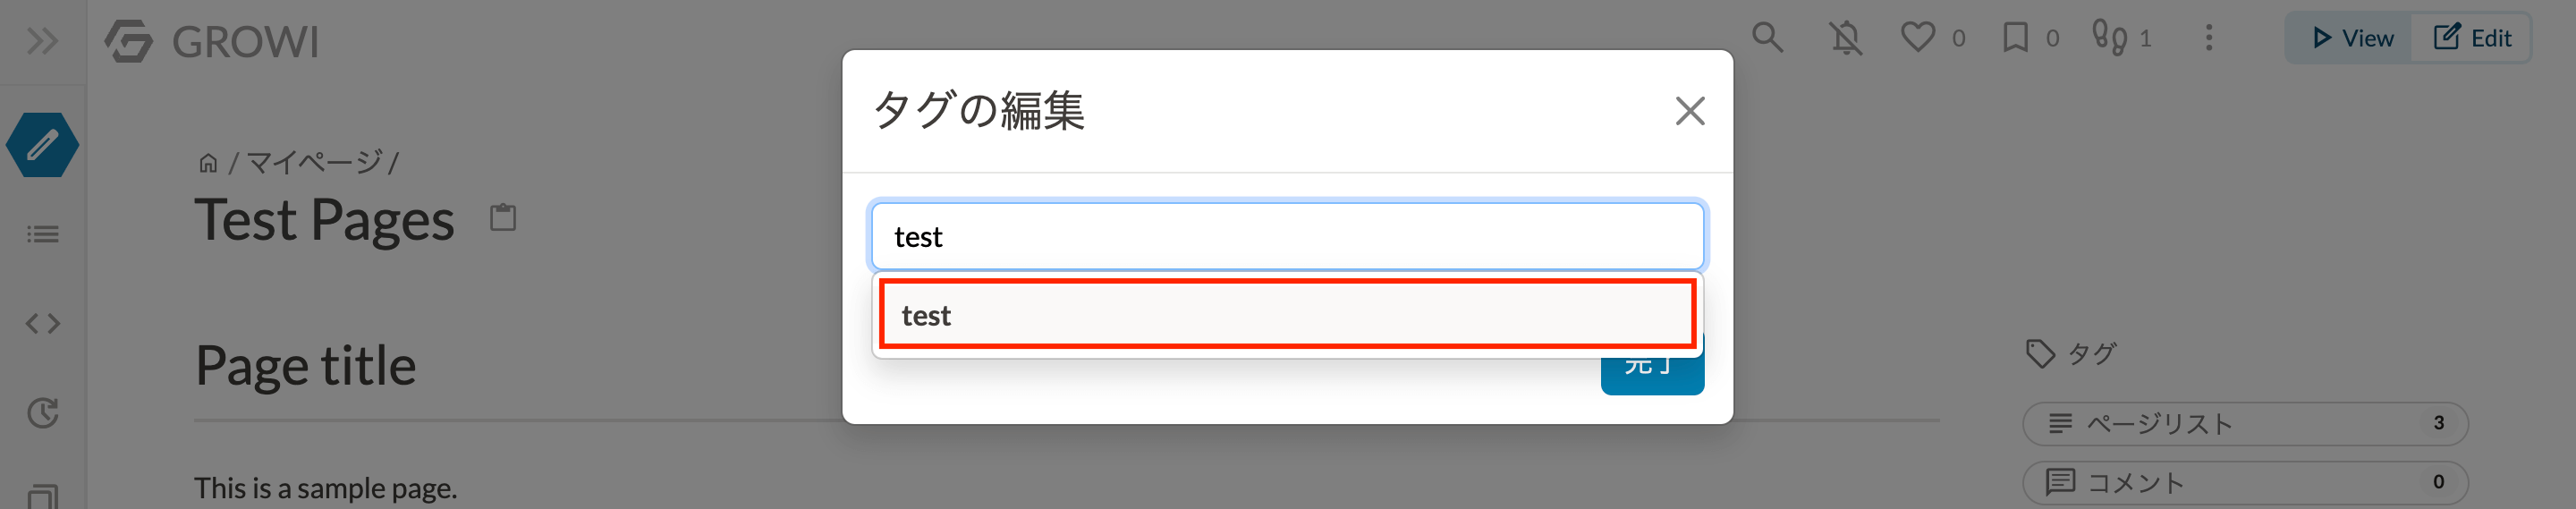 GROWI
0
0
1
View
Edit
タグの編集
/ マイページ /
Test Pages
test
test
完了
Page title
タグ
ページリスト
3
This is a sample page.
コメント
0